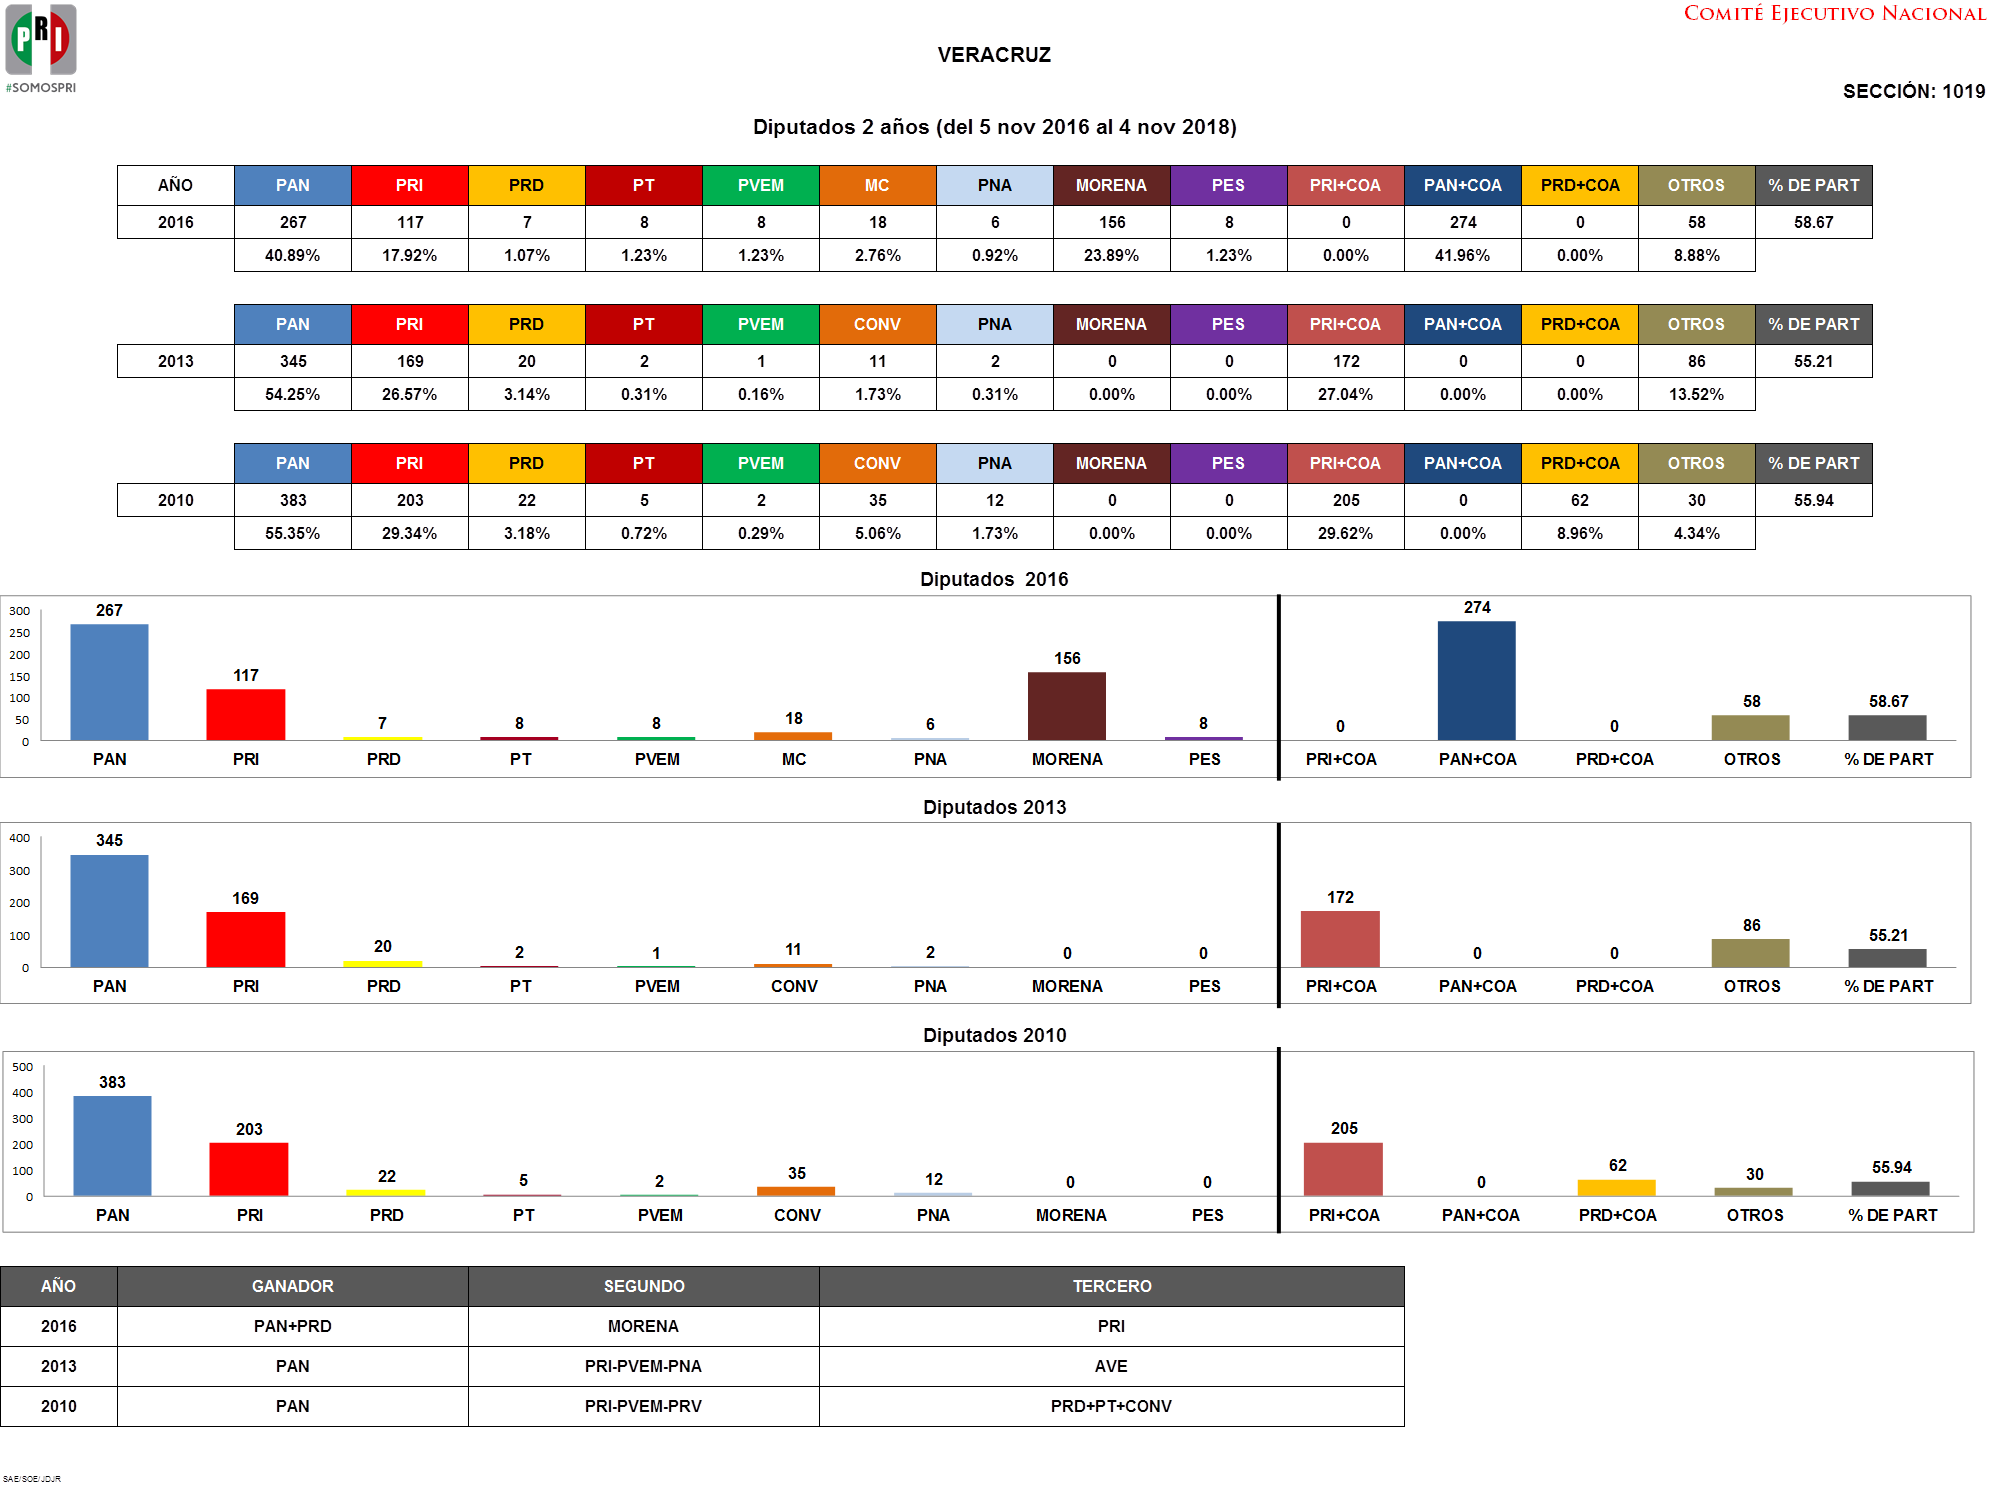 COMITÉ EJECUTIVO NACIONAL
PRI
#SOMOSPRI
VERACRUZ
SECCIÓN: 1019
Diputados 2 años (del 5 nov 2016 al 4 nov 2018)
AÑO PAN PRI PRD PT PVEM MC PNA MORENA PES PRI+COA PAN+COA PRD+COA OTROS % DE PART
2016 267 117 7 8 8 18 6 156 8 0 274 0 58 58.67
40.89% 17.92% 1.07% 1.23% 1.23% 2.76% 0.92% 23.89% 1.23% 0.00% 41.96% 0.00% 8.88%
PAN PRI PRD PT PVEM CONV PNA MORENA PES PRI+COA PAN+COA PRD+COA OTROS % DE PART
2013 345 169 20 2 1 11 2 0 0 172 0 0 86 55.21
54.25% 26.57% 3.14% 0.31% 0.16% 1.73% 0.31% 0.00% 0.00% 27.04% 0.00% 0.00% 13.52%
PAN PRI PRD PT PVEM CONV PNA MORENA PES PRI+COA PAN+COA PRD+COA OTROS % DE PART
2010 383 203 22 5 2 35 12 0 0 205 0 62 30 55.94
55.35% 29.34% 3.18% 0.72% 0.29% 5.06% 1.73% 0.00% 0.00% 29.62% 0.00% 8.96% 4.34%
Diputados 2016
300
250
200
150
100
50
0
267 117 7 8 8 18 6 156 8 0 274 0 58 58.67
PAN PRI PRD PT PVEM MC PNA MORENA PES PRI+COA PAN+COA PRD+COA OTROS % DE PART
Diputados 2013
400
300
200
100
0
345 169 20 2 1 11 2 0 0 172 0 0 86 55.21
PAN PRI PRD PT PVEM CONV PNA MORENA PES PRI+COA PAN+COA PRD+COA OTROS % DE PART
Diputados 2010
500
400
300
200
100
0
383 203 22 5 2 35 12 0 0 205 0 62 30 55.94
PAN PRI PRD PT PVEM CONV PNA MORENA PES PRI+COA PAN+COA PRD+COA OTROS % DE PART
AÑO GANADOR SEGUNDO TERCERO
2016 PAN+PRD MORENA PRI
2013 PAN PRI-PVEM-PNA AVE
2010 PAN PRI-PVEM-PRV PRD+PT+CONV
SAE/SOE/JDJR